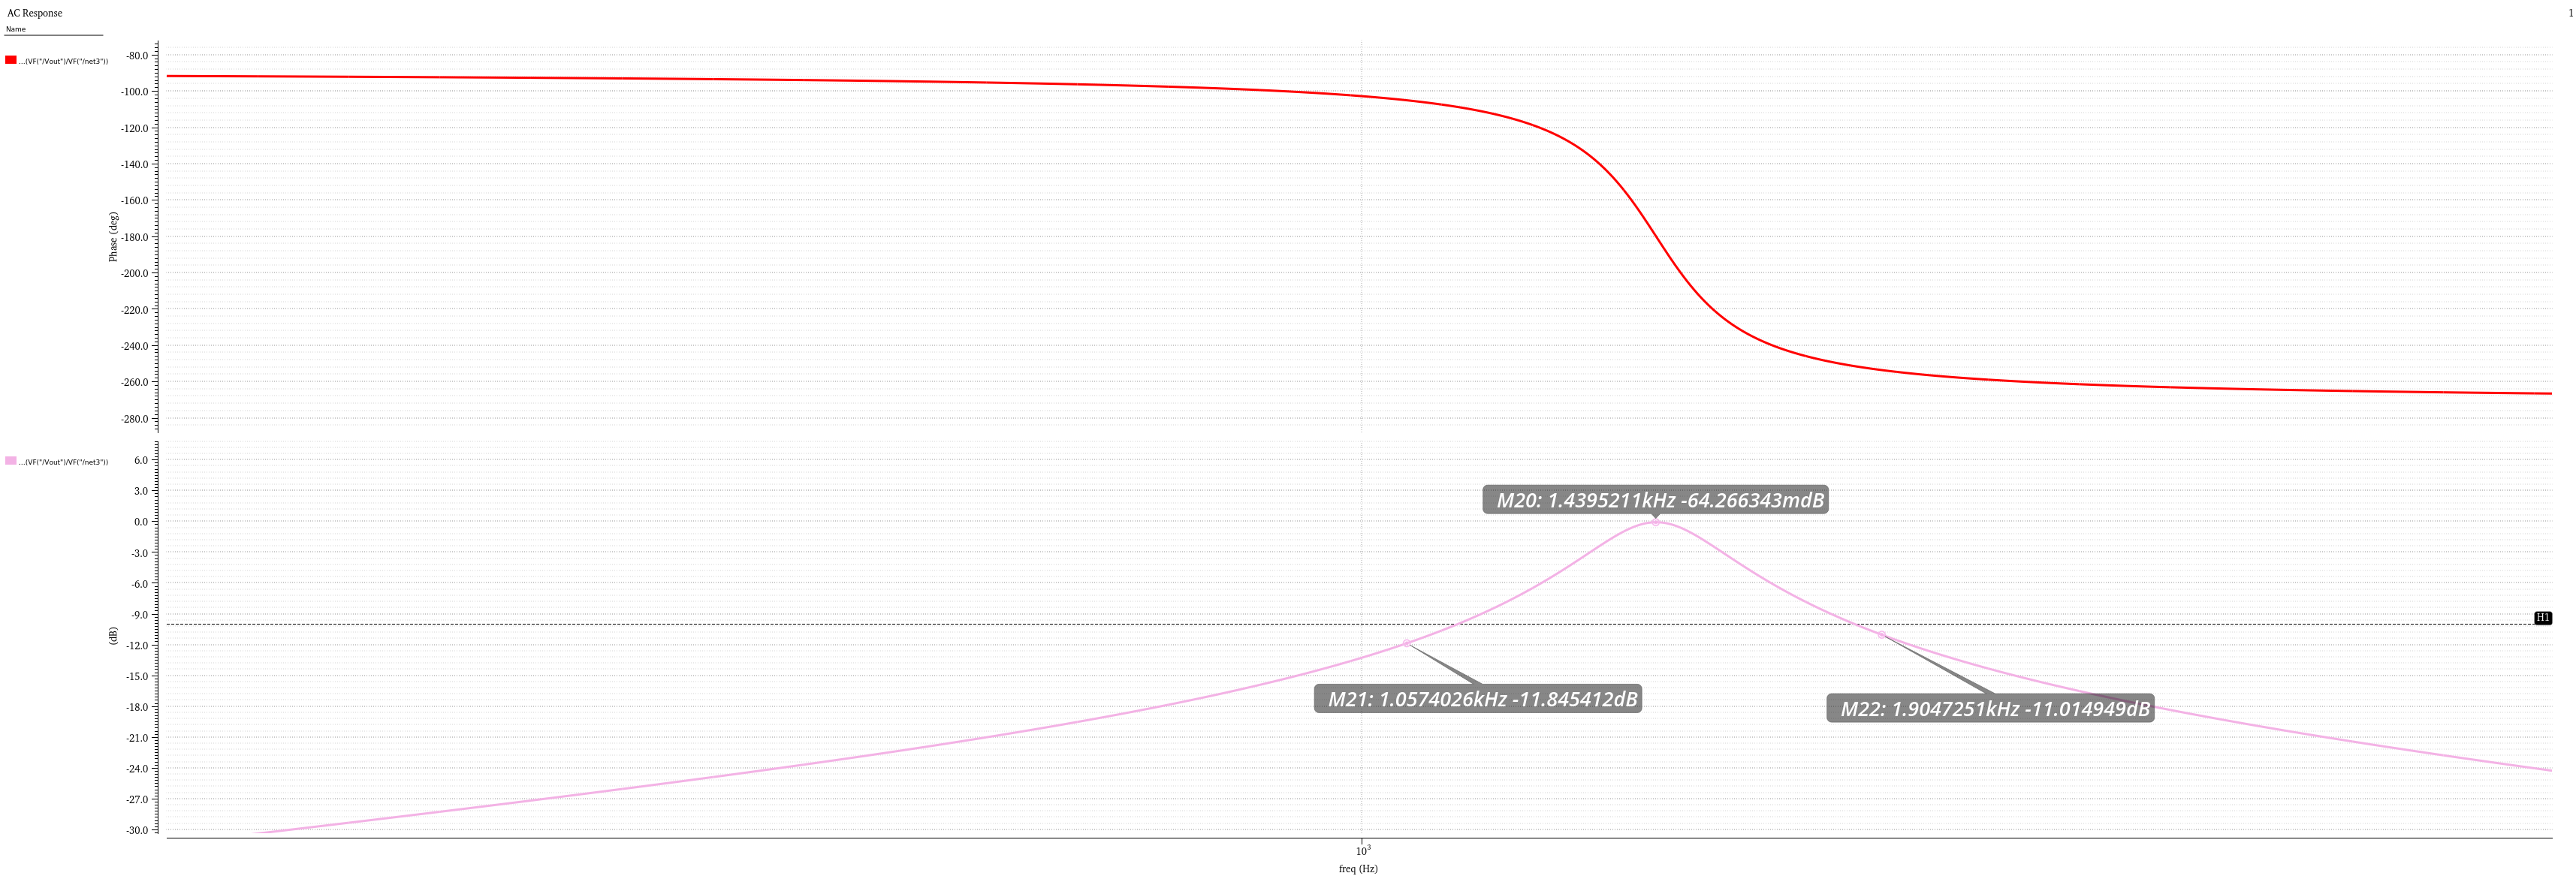 AC Response
1
Name
...(VF("/Vout")/VF("/net3"))
-80.0
-100.0
-120.0
-140.0
-160.0
-180.0
-200.0
-220.0
-240.0
-260.0
-280.0
Phase (deg)
...(VF("/Vout")/VF("/net3"))
6.0
3.0
0.0
-3.0
-6.0
-9.0
-12.0
-15.0
-18.0
-21.0
-24.0
-27.0
-30.0
(dB)
M20: 1.4395211kHz -64.266343mdB
H1
M21: 1.0574026kHz -11.845412dB
M22: 1.9047251kHz -11.014949dB
10³
freq (Hz)